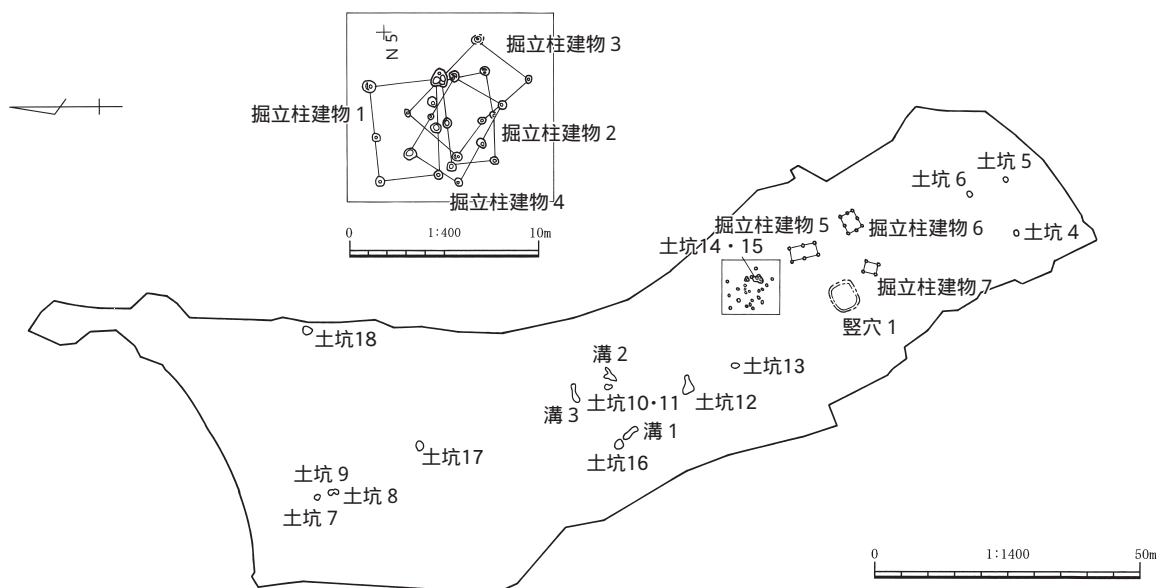 N 5
掘立柱建物 3
掘立柱建物 1
掘立柱建物 2
掘立柱建物 4
0 1:400 10m
土坑 5
土坑 6
掘立柱建物 5
掘立柱建物 6
土坑 4
土坑14・15
掘立柱建物 7
竪穴 1
土坑18
溝 2
土坑13
溝 3
土坑10・11
土坑12
溝 1
土坑17
土坑16
土坑 9
土坑 8
土坑 7
0 1:1400 50m